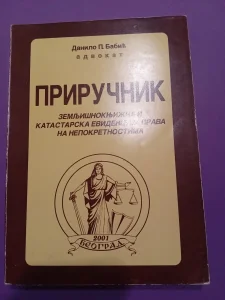 Данило П. Бабић
адвокат
ПРИРУЧНИК
ЗЕМЉИШНОКЊИЖНА
КАТАСТАРСКА ЕВИДЕНЦИЈА ПРАВА
НА НЕПОКРЕТНОСТИМА
2001
БЕОГРАД